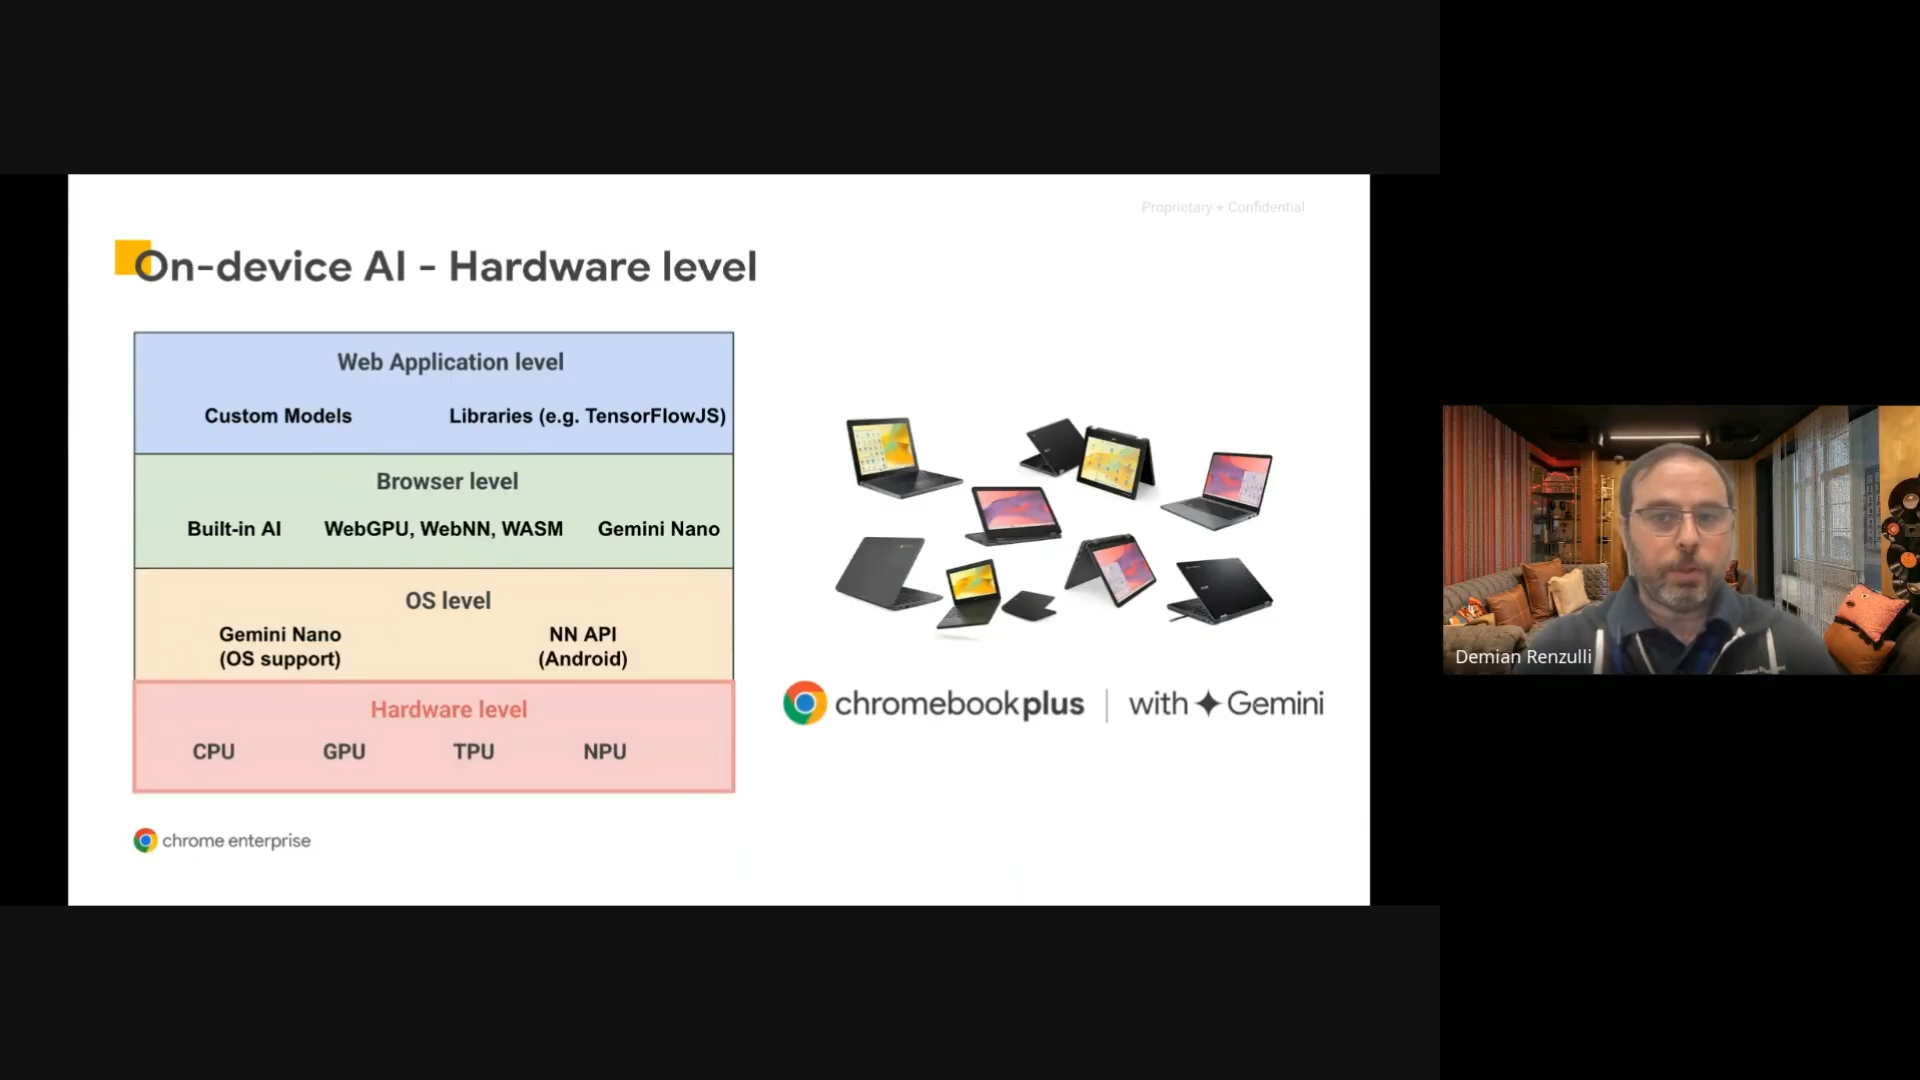 Proprietary + Confidential
On-device AI - Hardware level
Web Application level
Custom Models Libraries (e.g. TensorFlowJS)
Browser level
Built-in AI WebGPU, WebNN, WASM Gemini Nano
OS level
Gemini Nano NN API
(OS support) (Android)
Hardware level
CPU GPU TPU NPU
chromebookplus | with Gemini
chrome enterprise
Demian Renzulli